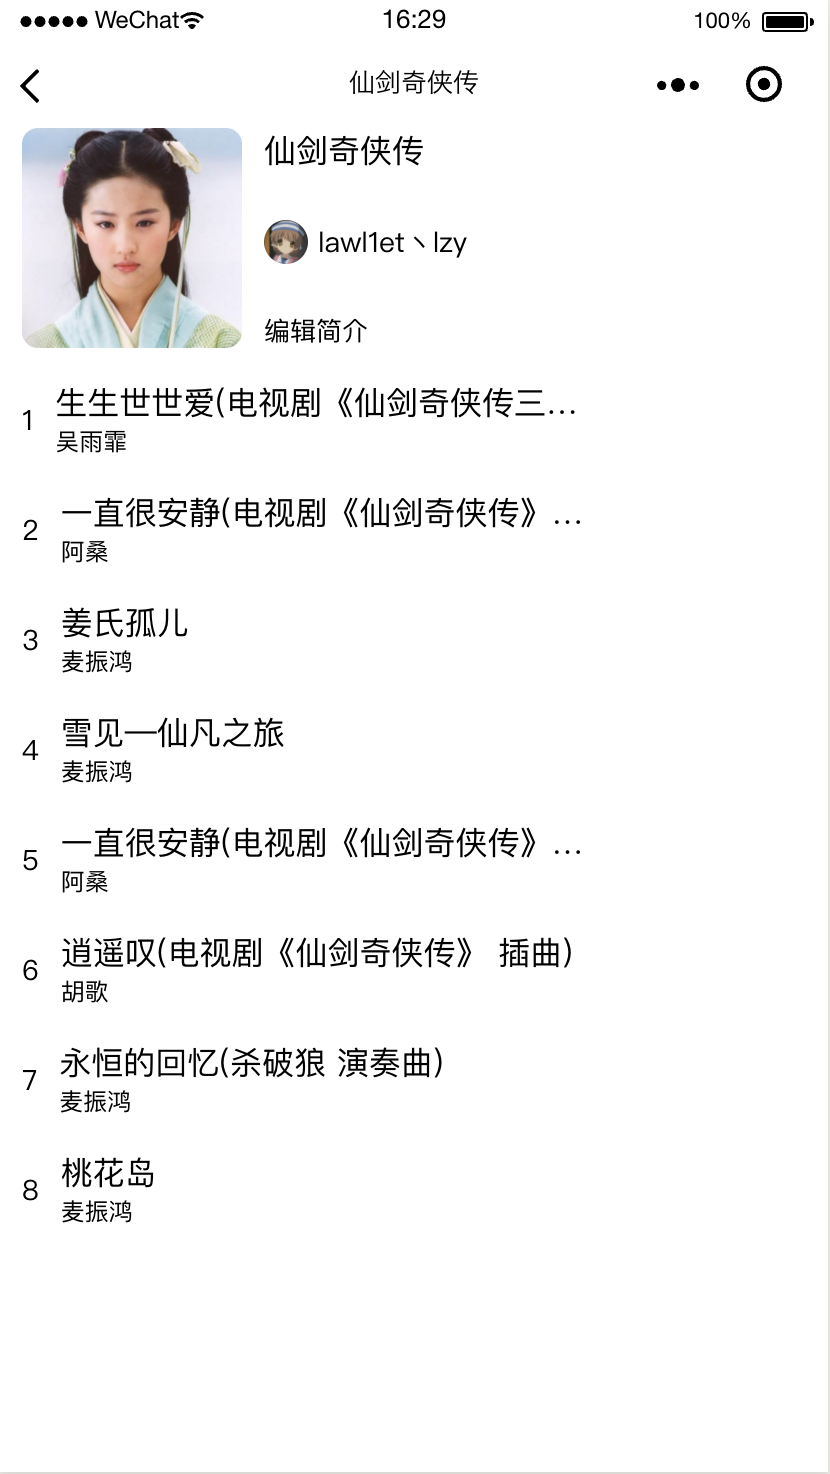 WeChat 16:29 100%
仙剑奇侠传
仙剑奇侠传
lawl1et丶lzy
编辑简介
1 生生世世爱(电视剧《仙剑奇侠传三...
吴雨霏
2 一直很安静(电视剧《仙剑奇侠传》...
阿桑
3 姜氏孤儿
麦振鸿
4 雪见—仙凡之旅
麦振鸿
5 一直很安静(电视剧《仙剑奇侠传》...
阿桑
6 逍遥叹(电视剧《仙剑奇侠传》 插曲)
胡歌
7 永恒的回忆(杀破狼 演奏曲)
麦振鸿
8 桃花岛
麦振鸿